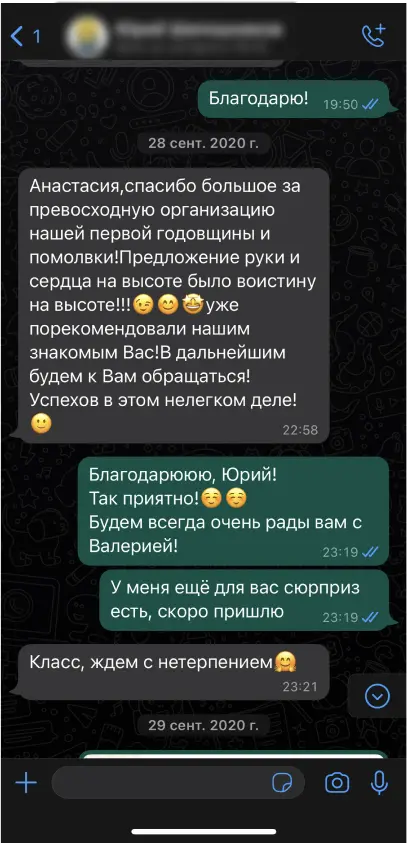 1
Благодарю!
19:50
28 сент. 2020 г.
Анастасия,спасибо большое за
превосходную организацию
нашей первой годовщины и
помолвки!Предложение руки и
сердца на высоте было воистину
на высоте!!!😉😊🤩уже
порекомендовали нашим
знакомым Вас!В дальнейшим
будем к Вам обращаться!
Успехов в этом нелегком деле!
🙂
22:58
Благодарююю, Юрий!
Так приятно!☺️☺️
Будем всегда очень рады вам с
Валерией!
23:19
У меня ещё для вас сюрприз
есть, скоро пришлю
23:19
Класс, ждем с нетерпением🤗
23:21
29 сент. 2020 г.